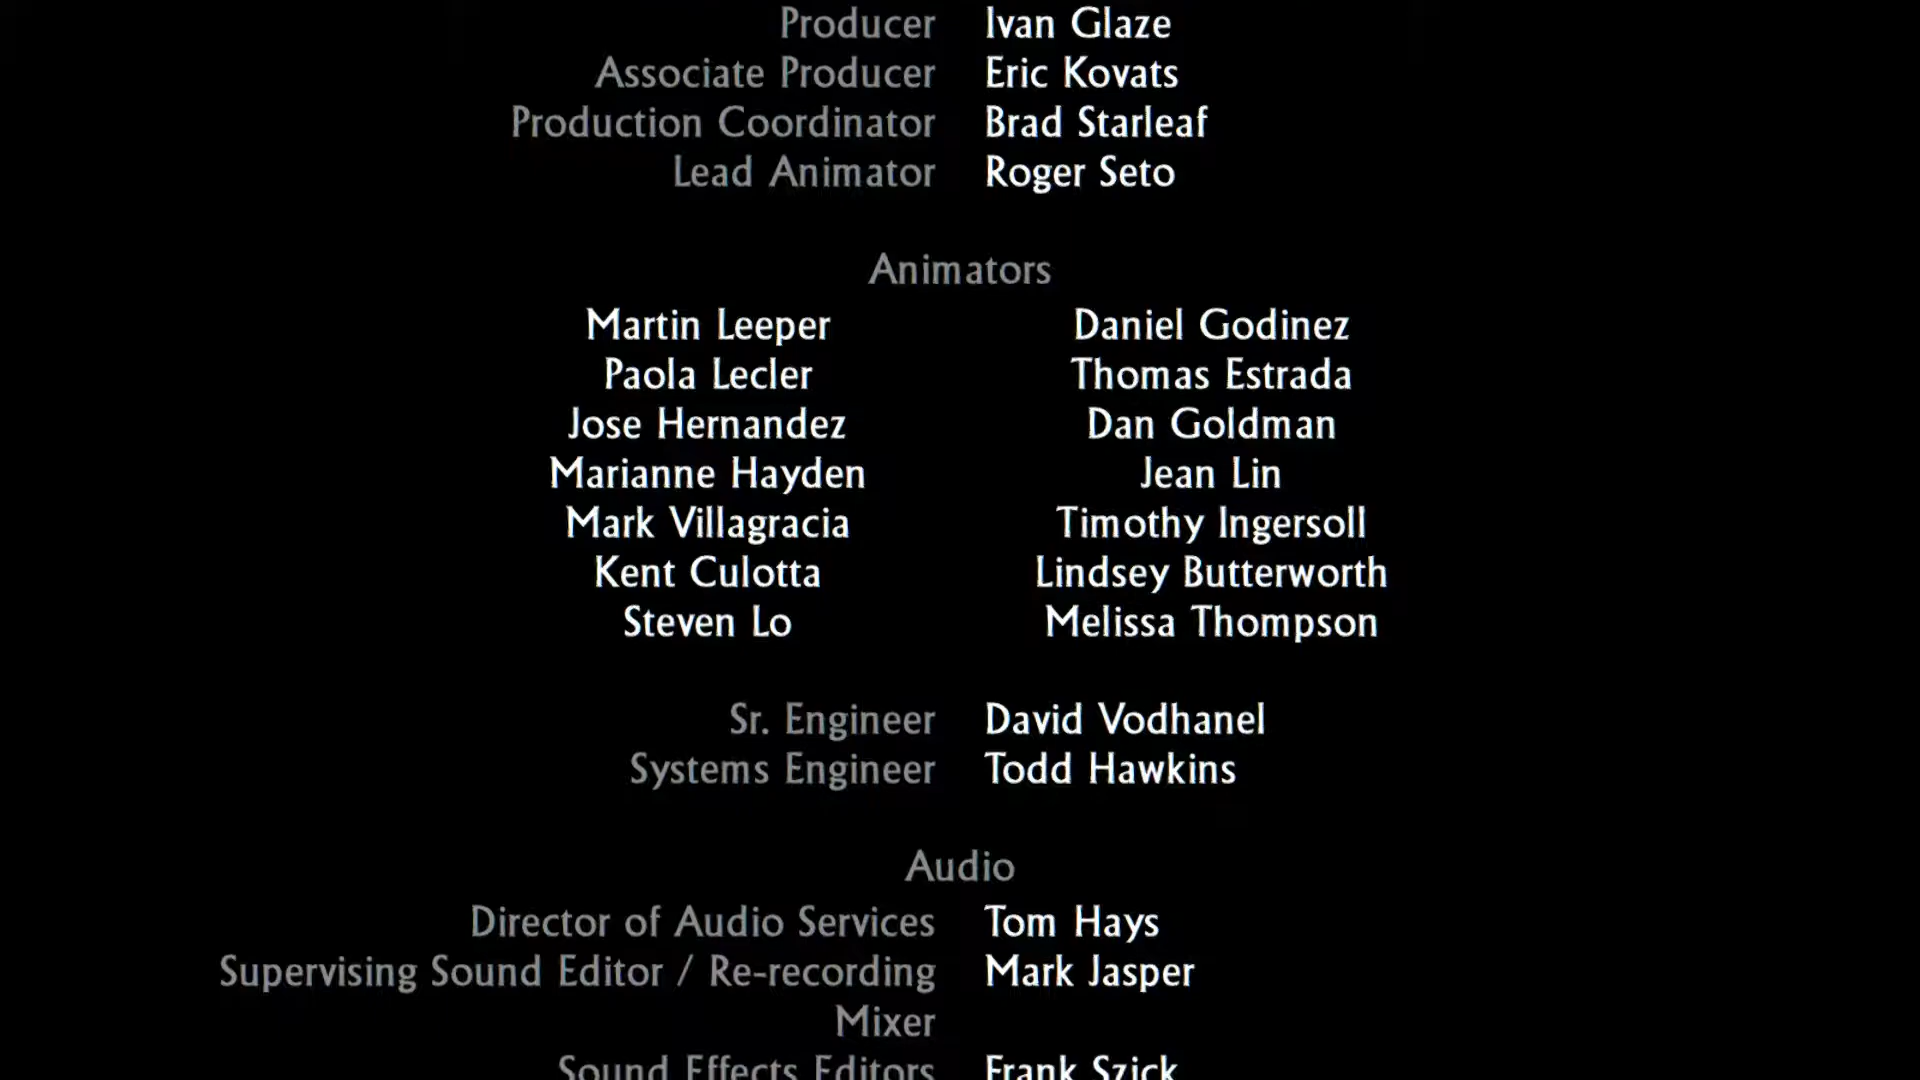 Producer Ivan Glaze
Associate Producer Eric Kovats
Production Coordinator Brad Starleaf
Lead Animator Roger Seto
Animators
Martin Leeper Daniel Godinez
Paola Lecler Thomas Estrada
Jose Hernandez Dan Goldman
Marianne Hayden Jean Lin
Mark Villagracia Timothy Ingersoll
Kent Culotta Lindsey Butterworth
Steven Lo Melissa Thompson
Sr. Engineer David Vodhanel
Systems Engineer Todd Hawkins
Audio
Director of Audio Services Tom Hays
Supervising Sound Editor / Re-recording Mark Jasper
Mixer
Sound Effects Editors Frank Szick